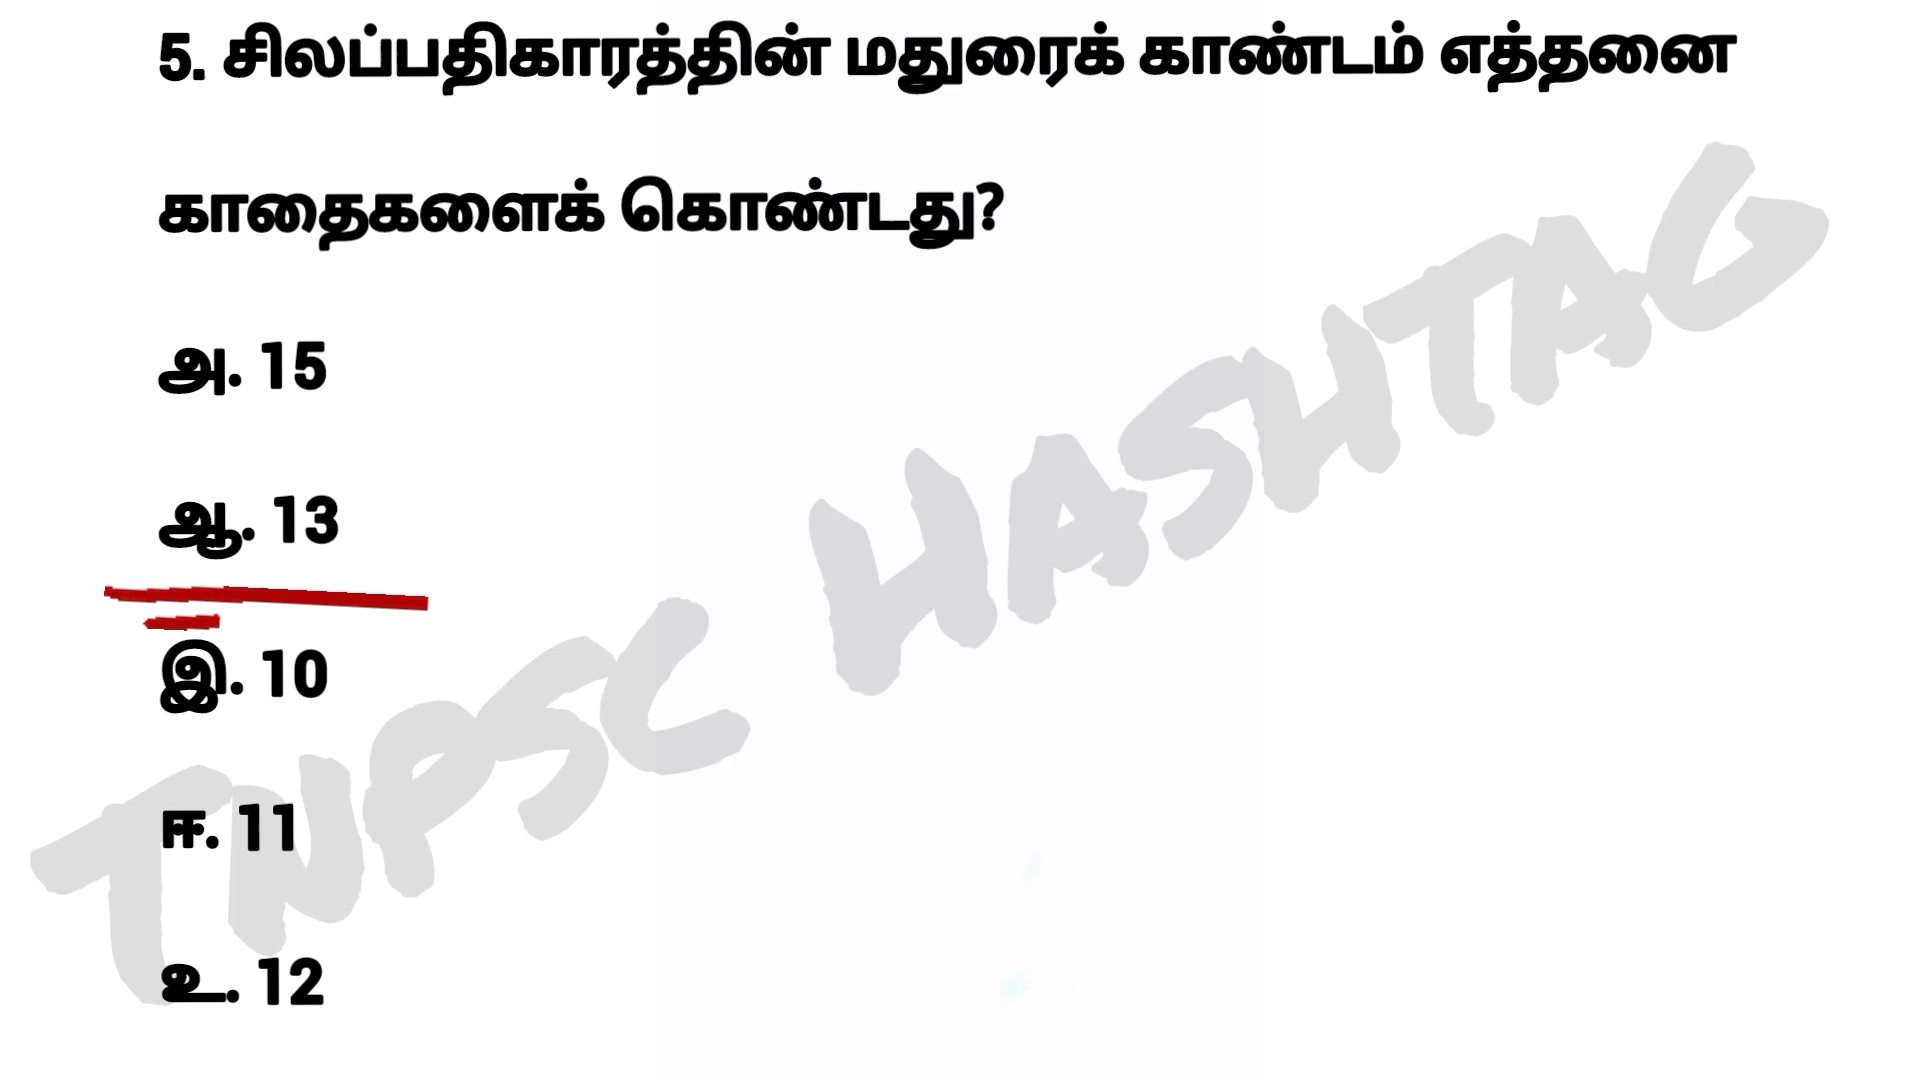 5. சிலப்பதிகாரத்தின் மதுரைக் காண்டம் எத்தனை
காதைகளைக் கொண்டது?
அ. 15
ஆ. 13
இ. 10
ஈ. 11
உ. 12
TNPSC HASHTAG